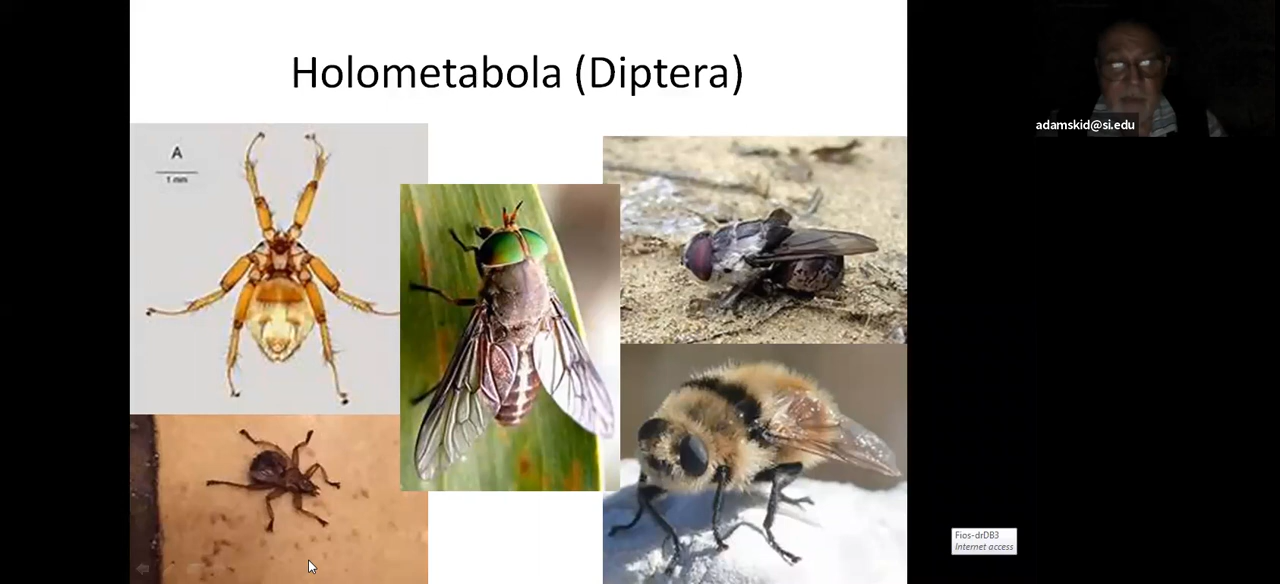 Holometabola (Diptera)
A
1 mm
adamskid@si.edu
Fios-drDB3
Internet access